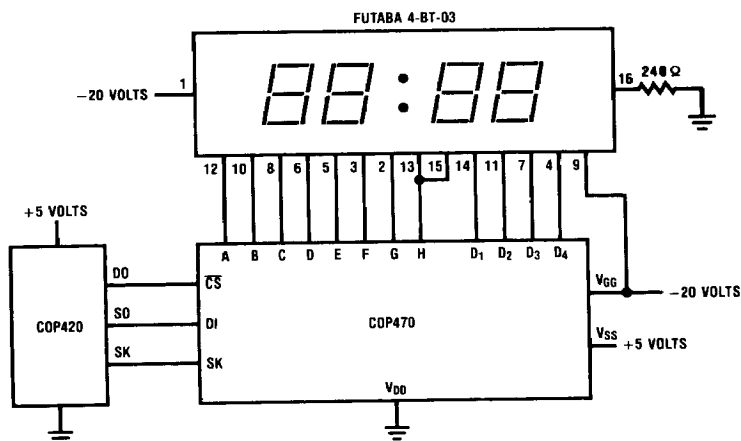 FUTABA 4-BT-03
1
-20 VOLTS
16
240Ω
12 10 8 6 5 3 2 13 15 14 11 7 4 9
+5 VOLTS
A B C D E F G H D1 D2 D3 D4
DO
CS
VGG
-20 VOLTS
COP420
SO
DI
COP470
VSS
+5 VOLTS
SK
SK
VDD